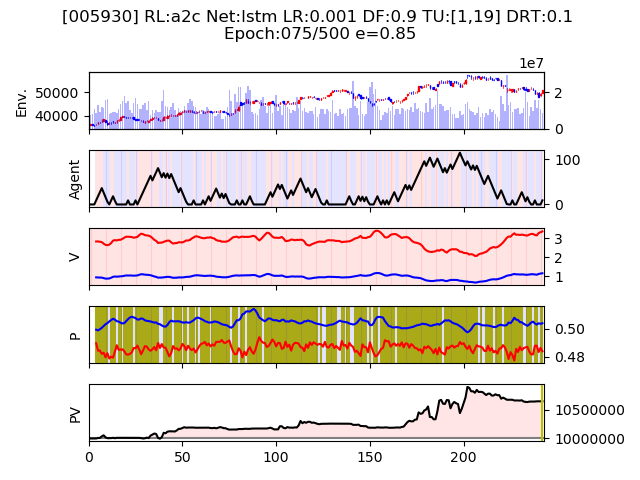 [005930] RL:a2c Net:lstm LR:0.001 DF:0.9 TU:[1,19] DRT:0.1
Epoch:075/500 e=0.85
1e7
Env.
50000
40000
2
0
Agent
100
0
V
3
2
1
P
0.50
0.48
PV
10500000
10000000
0
50
100
150
200